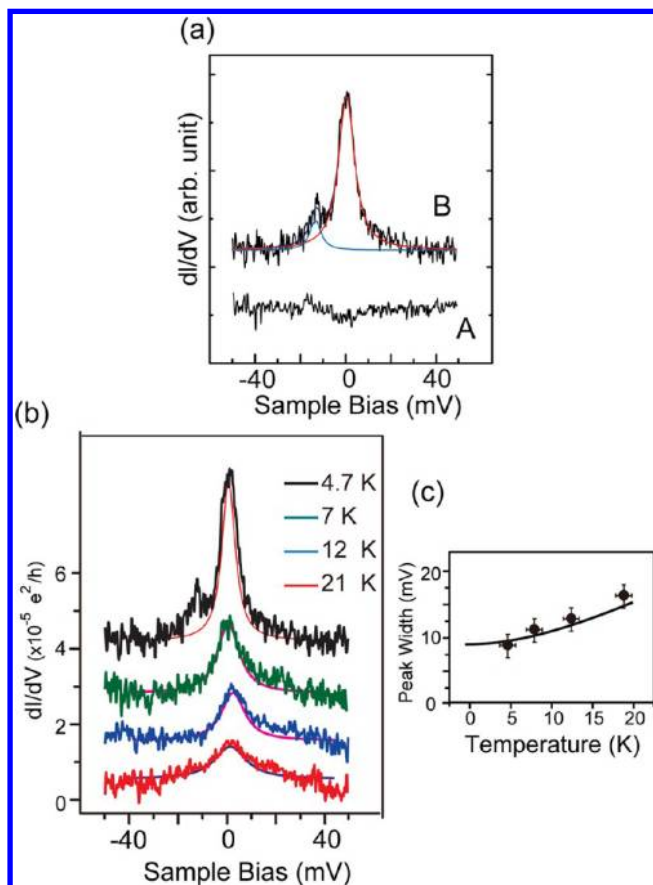 (a)
dI/dV (arb. unit)
B
A
-40 0 40
Sample Bias (mV)
(b)
4.7 K
7 K
12 K
21 K
dI/dV (x10⁻⁵ e²/h)
6
4
2
0
-40 0 40
Sample Bias (mV)
(c)
Peak Width (mV)
20
10
0
0 5 10 15 20
Temperature (K)